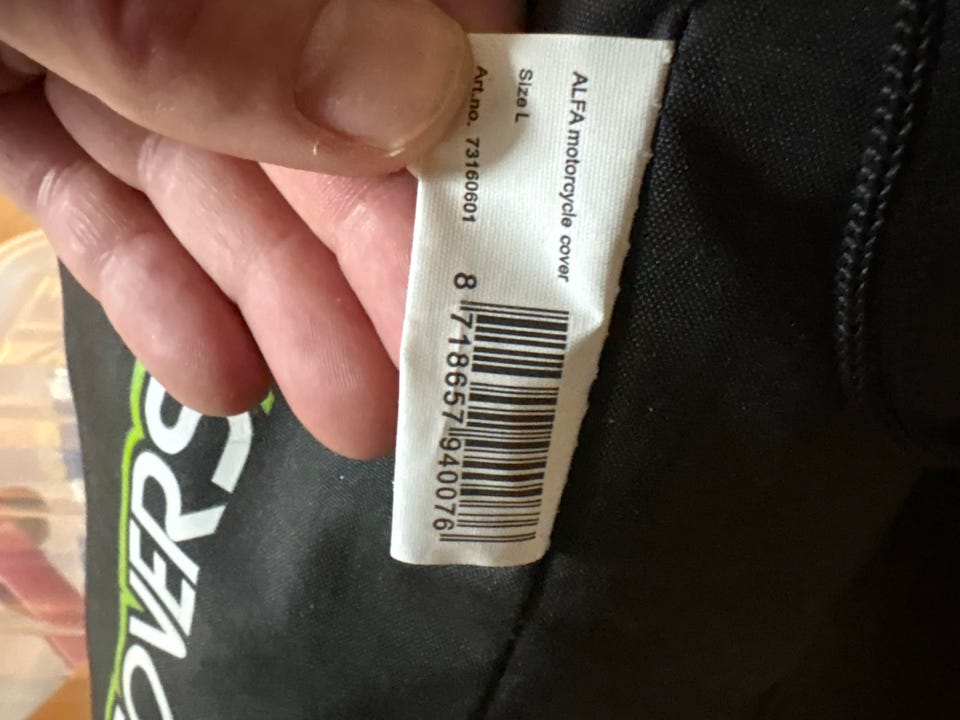 ALFA motorcycle cover
Size L
Art.no. 73160601
8 718657 940076
OVERS